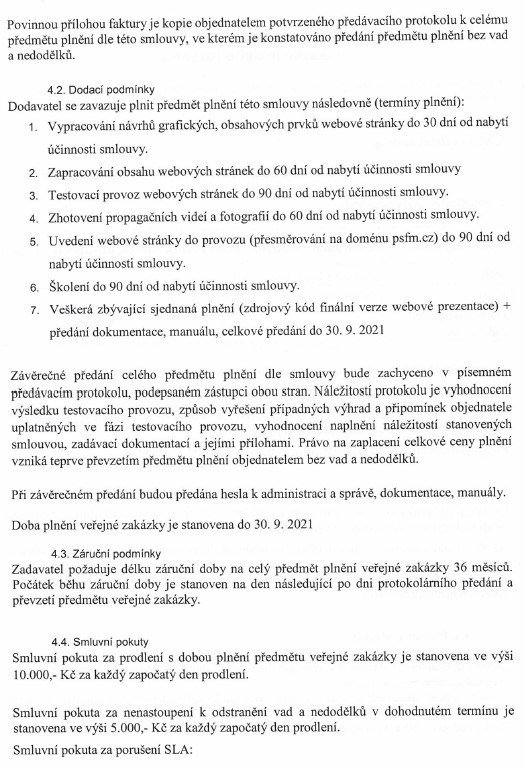 Povinnou přílohou faktury je kopie objednatelem potvrzeného předávacího protokolu k celému
předmětu plnění dle této smlouvy, ve kterém je konstatováno předání předmětu plnění bez vad
a nedodělků.
4.2. Dodací podmínky
Dodavatel se zavazuje plnit předmět plnění této smlouvy následovně (termíny plnění):
1. Vypracování návrhů grafických, obsahových prvků webové stránky do 30 dní od nabytí
účinnosti smlouvy.
2. Zapracování obsahu webových stránek do 60 dní od nabytí účinnosti smlouvy
3. Testovací provoz webových stránek do 90 dní od nabytí účinnosti smlouvy.
4. Zhotovení propagačních videí a fotografií do 60 dní od nabytí účinnosti smlouvy.
5. Uvedení webové stránky do provozu (přesměrování na doménu psfm.cz) do 90 dní od
nabytí účinnosti smlouvy.
6. Školení do 90 dní od nabytí účinnosti smlouvy.
7. Veškerá zbývající sjednaná plnění (zdrojový kód finální verze webové prezentace) +
předání dokumentace, manuálu, celkové předání do 30. 9. 2021
Závěrečné předání celého předmětu plnění dle smlouvy bude zachyceno v písemném
předávacím protokolu, podepsaném zástupci obou stran. Náležitostí protokolu je vyhodnocení
výsledku testovacího provozu, způsob vyřešení případných výhrad a připomínek objednatele
uplatněných ve fázi testovacího provozu, vyhodnocení naplnění náležitostí stanovených
smlouvou, zadávací dokumentací a jejími přílohami. Právo na zaplacení celkové ceny plnění
vzniká teprve převzetím předmětu plnění objednatelem bez vad a nedodělků.
Při závěrečném předání budou předána hesla k administraci a správě, dokumentace, manuály.
Doba plnění veřejné zakázky je stanovena do 30. 9. 2021
4.3. Záruční podmínky
Zadavatel požaduje délku záruční doby na celý předmět plnění veřejné zakázky 36 měsíců.
Počátek běhu záruční doby je stanoven na den následující po dni protokolárního předání a
převzetí předmětu veřejné zakázky.
4.4. Smluvní pokuty
Smluvní pokuta za prodlení s dobou plnění předmětu veřejné zakázky je stanovena ve výši
10.000,- Kč za každý započatý den prodlení.
Smluvní pokuta za nenastoupení k odstranění vad a nedodělků v dohodnutém termínu je
stanovena ve výši 5.000,- Kč za každý započatý den prodlení.
Smluvní pokuta za porušení SLA: